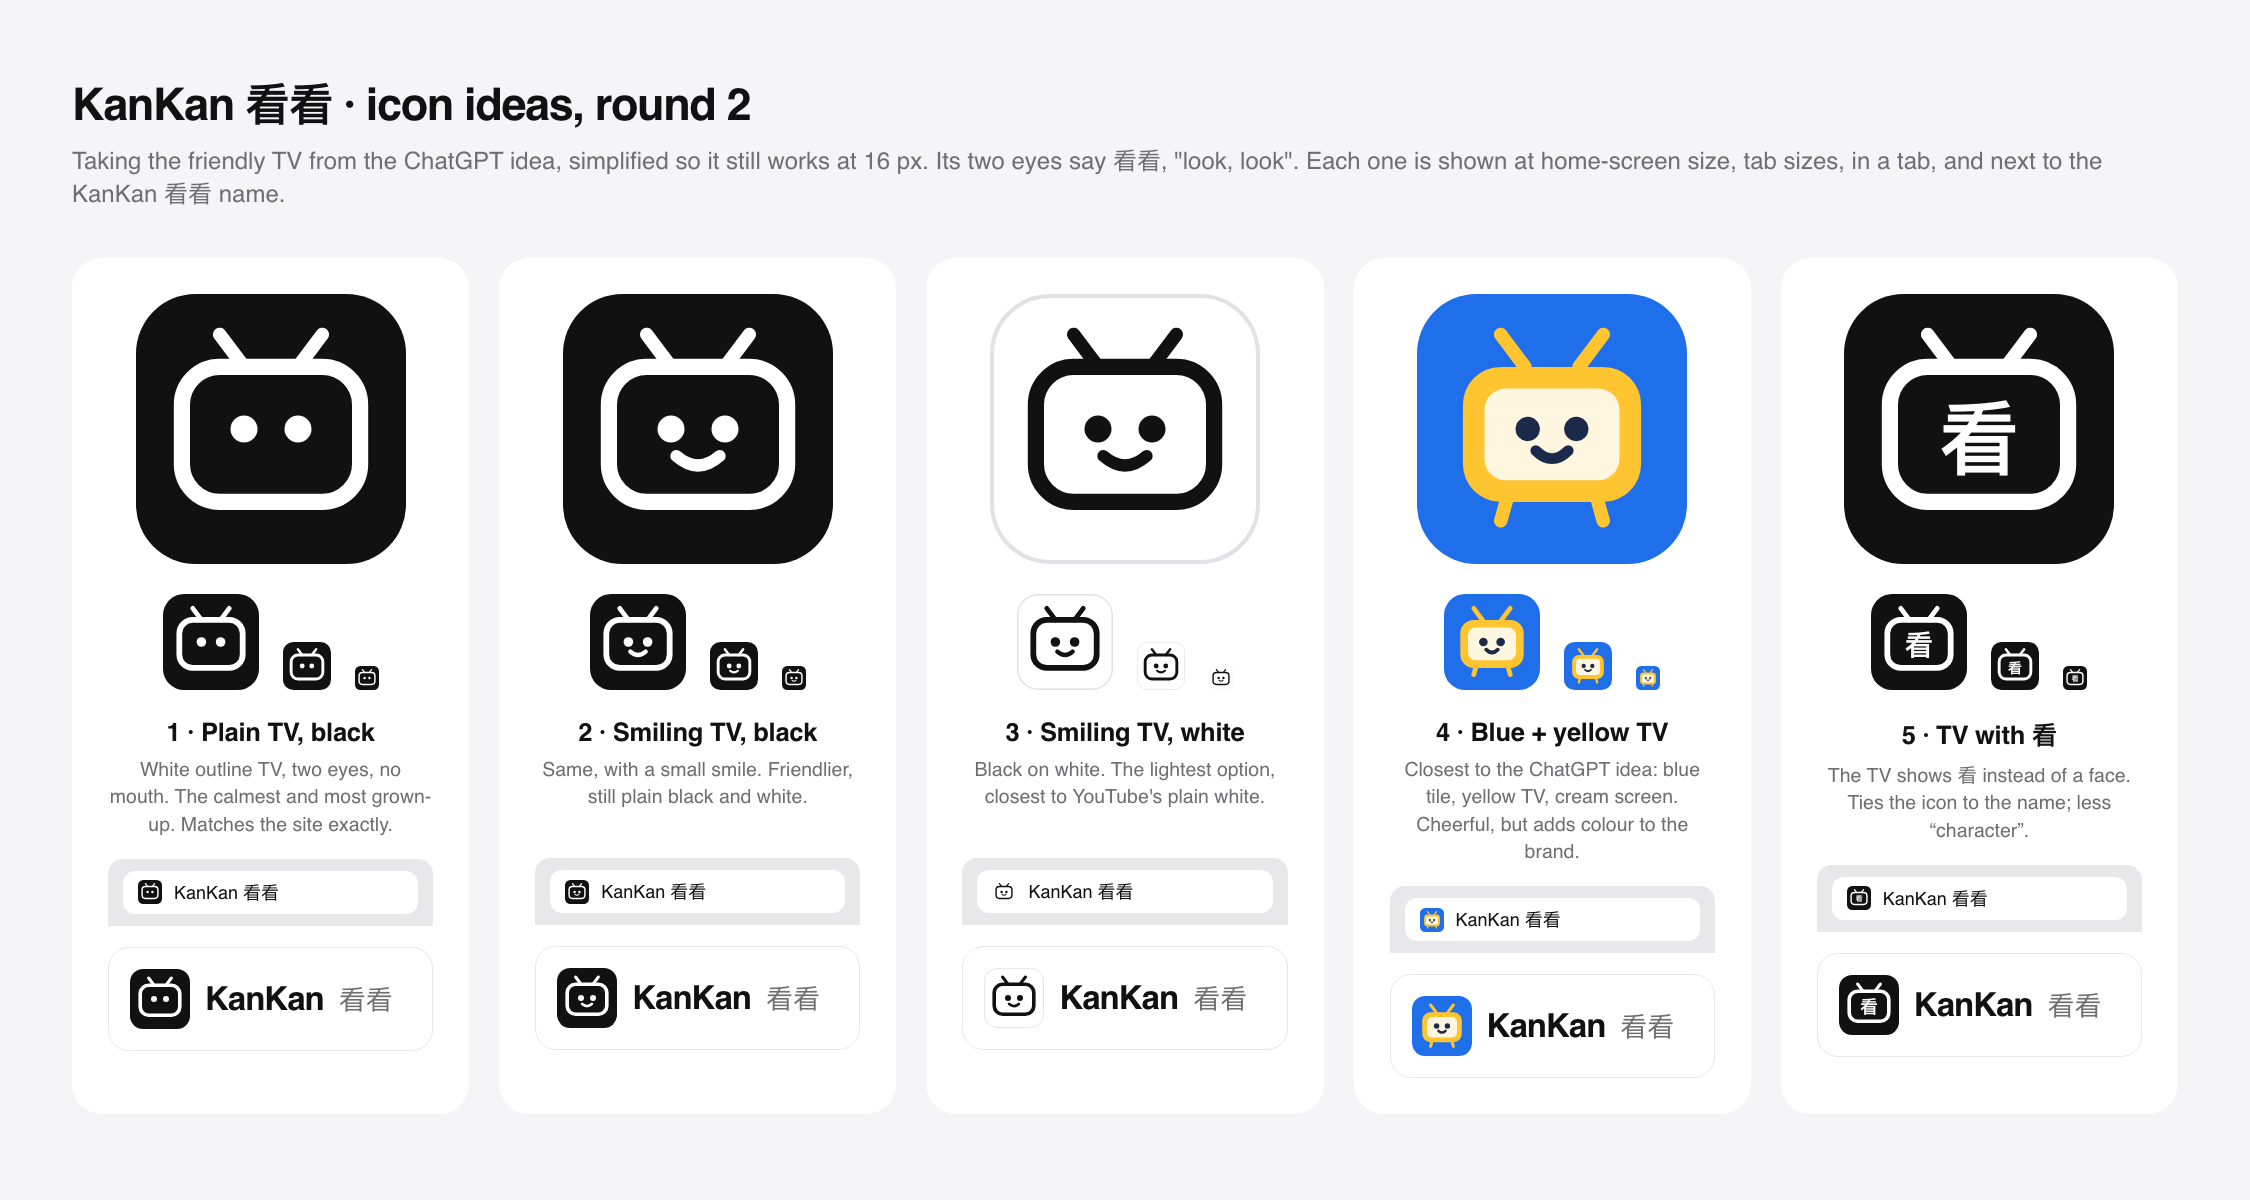 KanKan 看看 · icon ideas, round 2
Taking the friendly TV from the ChatGPT idea, simplified so it still works at 16 px. Its two eyes say 看看, "look, look". Each one is shown at home-screen size, tab sizes, in a tab, and next to the
KanKan 看看 name.
看
看
看
看
1 · Plain TV, black
White outline TV, two eyes, no
mouth. The calmest and most grown-
up. Matches the site exactly.
KanKan 看看
KanKan 看看
2 · Smiling TV, black
Same, with a small smile. Friendlier,
still plain black and white.
KanKan 看看
KanKan 看看
3 · Smiling TV, white
Black on white. The lightest option,
closest to YouTube's plain white.
KanKan 看看
KanKan 看看
4 · Blue + yellow TV
Closest to the ChatGPT idea: blue
tile, yellow TV, cream screen.
Cheerful, but adds colour to the
brand.
KanKan 看看
KanKan 看看
5 · TV with 看
The TV shows 看 instead of a face.
Ties the icon to the name; less
“character”.
看
KanKan 看看
看
KanKan 看看